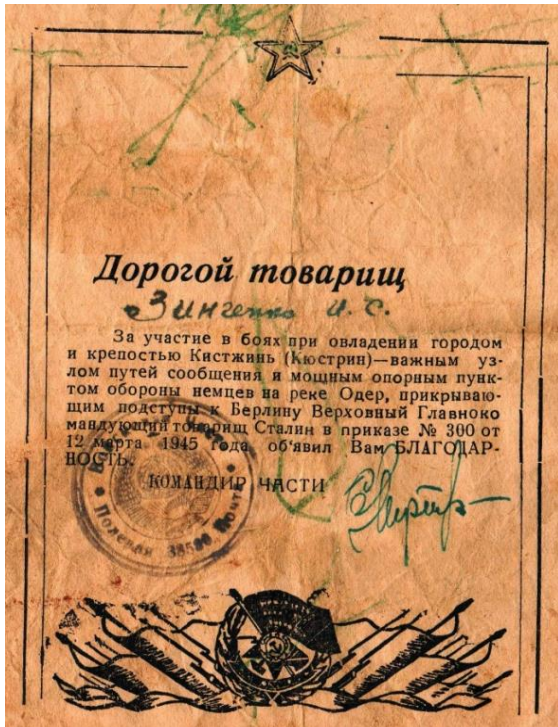 Дорогой товарищ
Зинченко И. С.
За участие в боях при овладении городом
и крепостью Кистжинь (Кюстрин)—важным уз-
лом путей сообщения и мощным опорным пунк-
том обороны немцев на реке Одер, прикрываю-
щим подступы к Берлину Верховный Главноко
мандующий товарищ Сталин в приказе № 300 от
12 марта 1945 года об'явил Вам БЛАГОДАР-
НОСТЬ.
КОМАНДИР ЧАСТИ
Полевая Почта